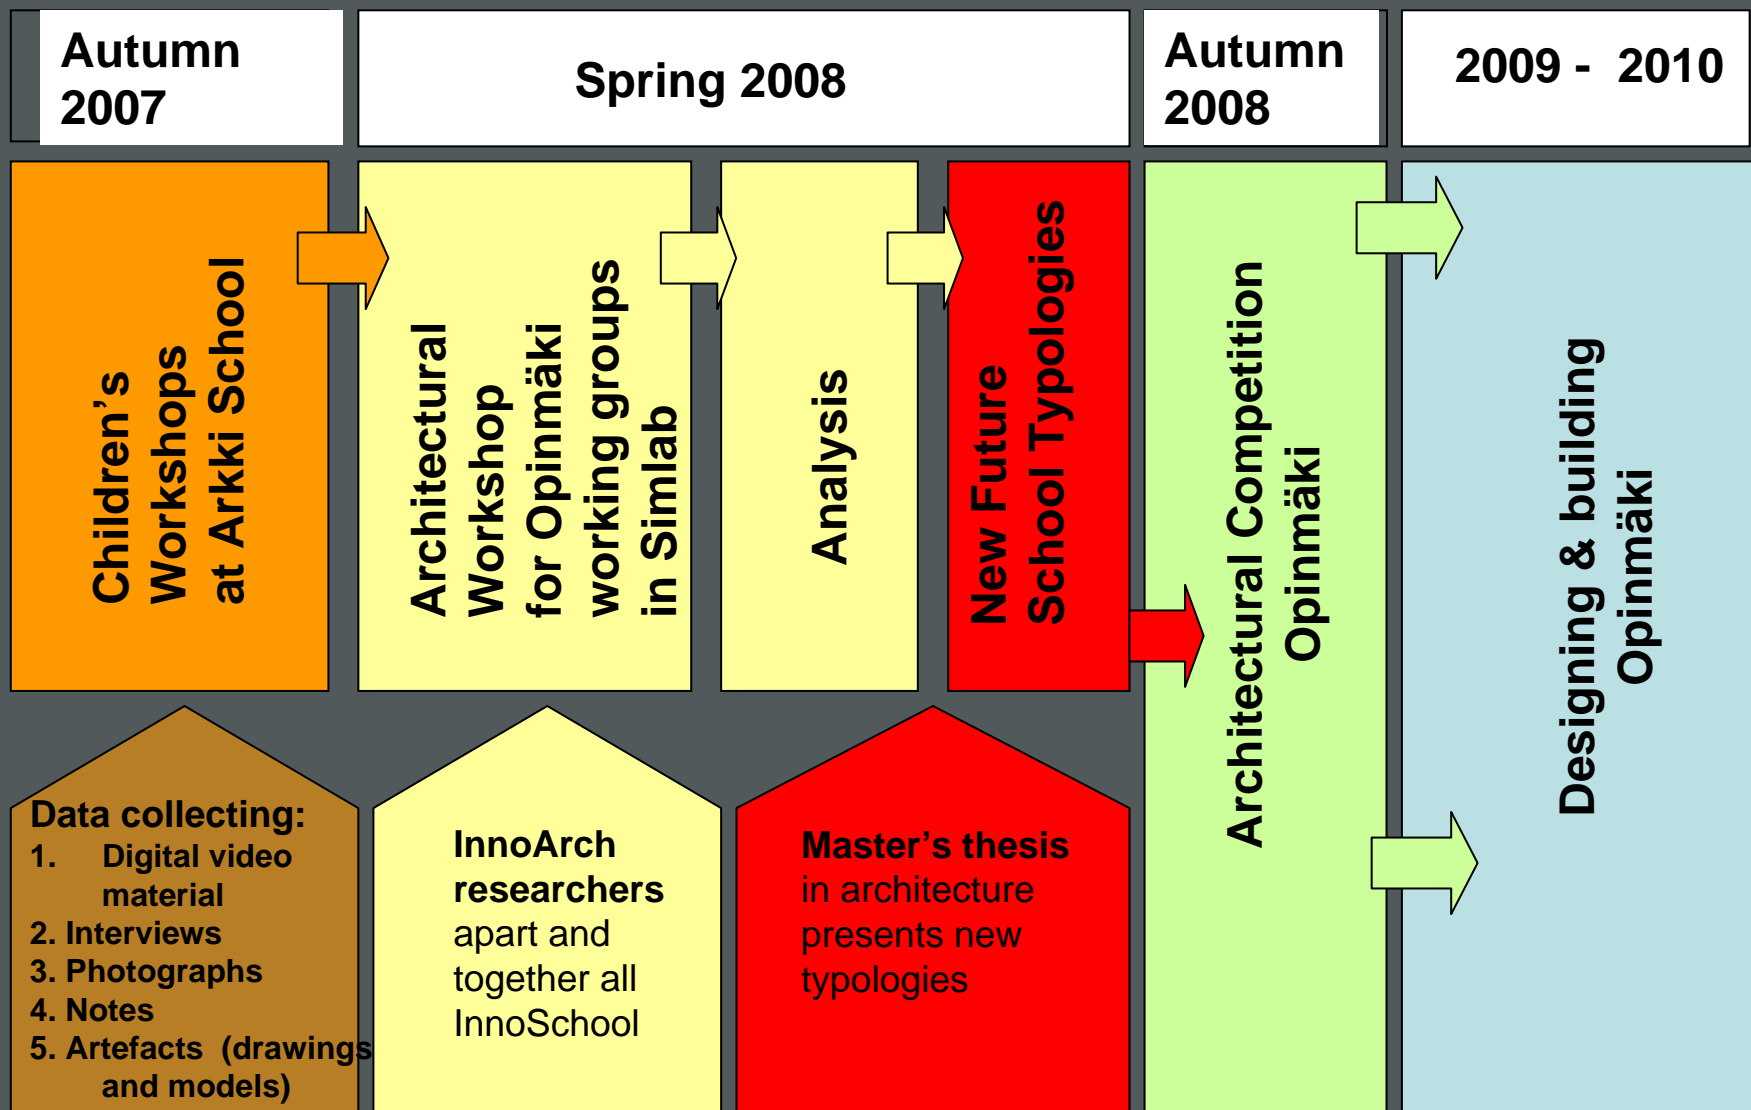 Autumn
2007
Spring 2008
Autumn
2008
2009 - 2010
Children's
Workshops
at Arkki School
Architectural
Workshop
for Opinmäki
working groups
in Simlab
Analysis
New Future
School Typologies
Architectural Competition
Opinmäki
Designing & building
Opinmäki
Data collecting:
1. Digital video
material
2. Interviews
3. Photographs
4. Notes
5. Artefacts (drawings
and models)
InnoArch
researchers
apart and
together all
InnoSchool
Master's thesis
in architecture
presents new
typologies